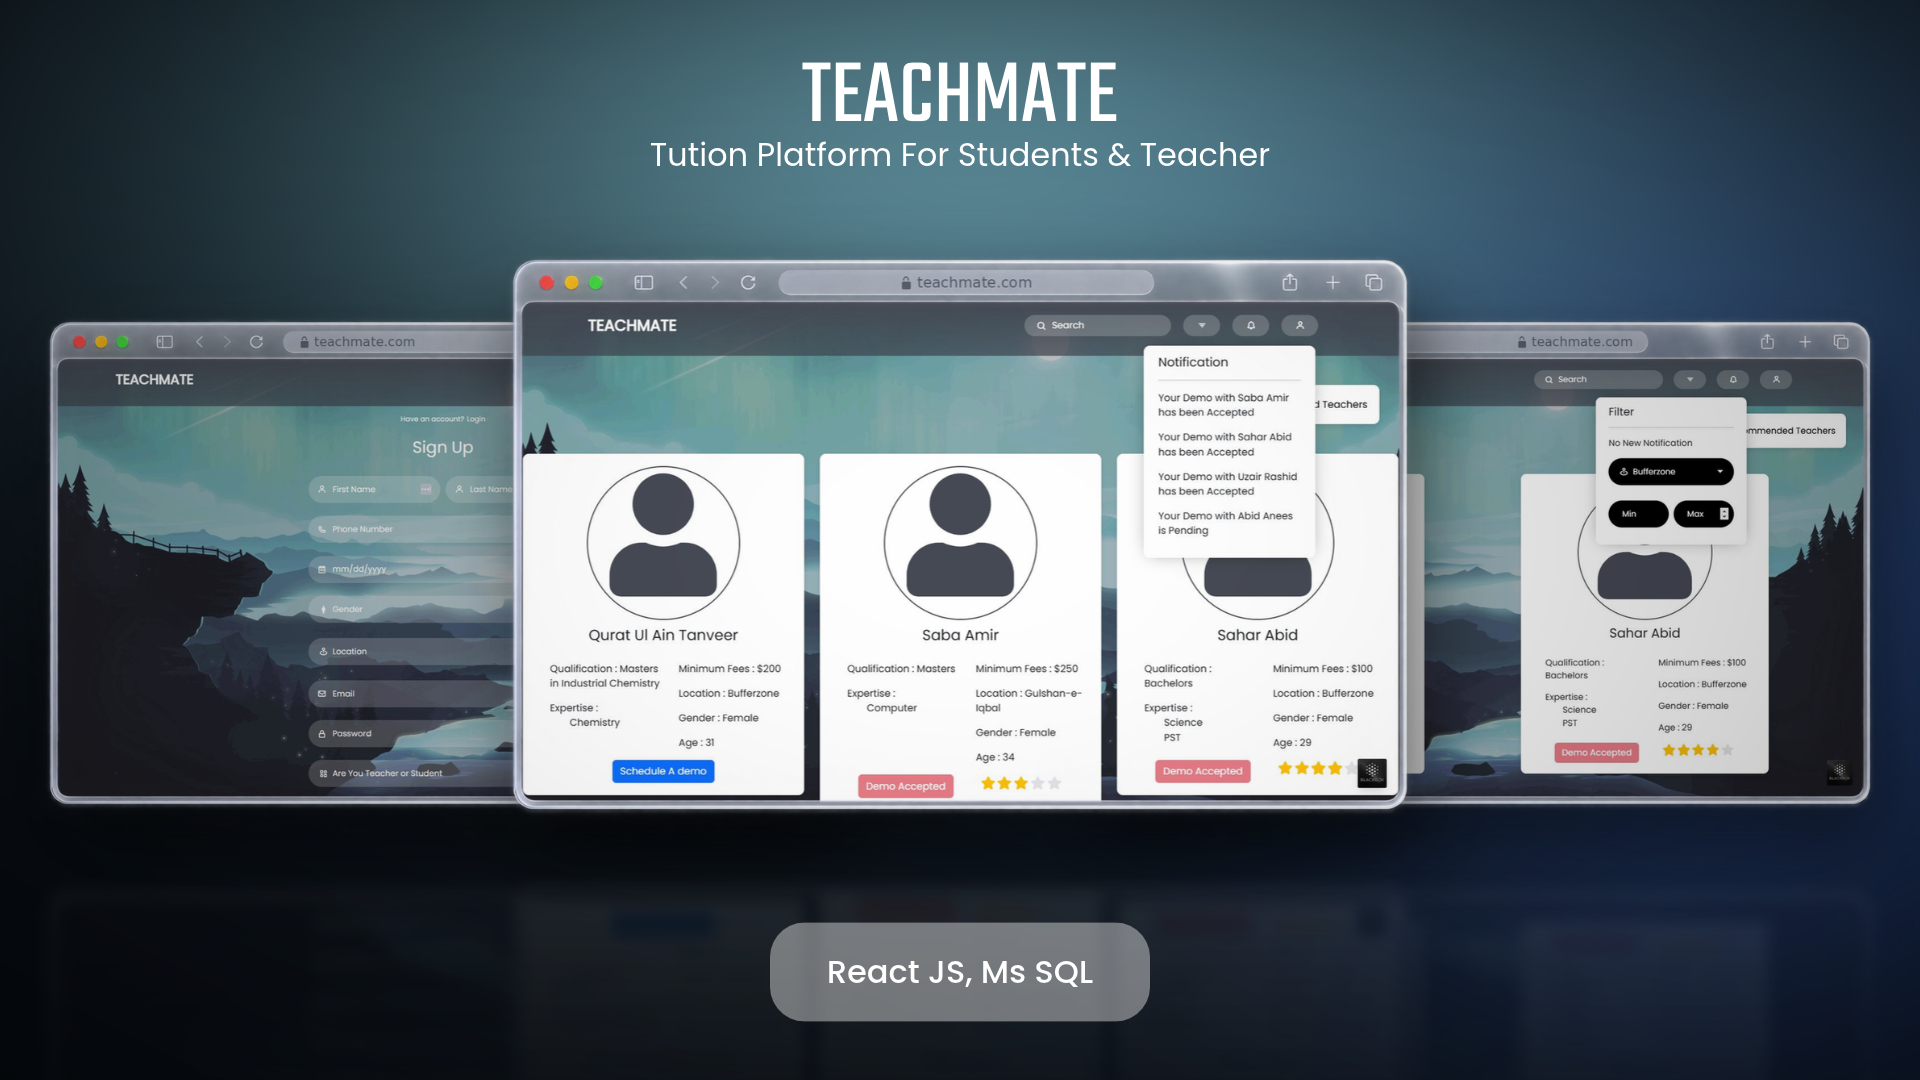 TEACHMATE
Tution Platform For Students & Teacher
teachmate.com
TEACHMATE
Have an account? Login
Sign Up
First Name
Last Name
Phone Number
mm/dd/yyyy
Gender
Location
Email
Password
Are You Teacher or Student
teachmate.com
TEACHMATE
Search
Notification
Your Demo with Saba Amir
has been Accepted
Your Demo with Sahar Abid
has been Accepted
Your Demo with Uzair Rashid
has been Accepted
Your Demo with Abid Anees
is Pending
d Teachers
Qurat Ul Ain Tanveer
Qualification : Masters
in Industrial Chemistry
Expertise :
Chemistry
Minimum Fees : $200
Location : Bufferzone
Gender : Female
Age : 31
Schedule A demo
Saba Amir
Qualification : Masters
Expertise :
Computer
Minimum Fees : $250
Location : Gulshan-e-
Iqbal
Gender : Female
Age : 34
Demo Accepted
Sahar Abid
Qualification :
Bachelors
Expertise :
Science
PST
Minimum Fees : $100
Location : Bufferzone
Gender : Female
Age : 29
Demo Accepted
teachmate.com
Search
Filter
No New Notification
Bufferzone
Min
Max
mmended Teachers
Sahar Abid
Qualification :
Bachelors
Expertise :
Science
PST
Minimum Fees : $100
Location : Bufferzone
Gender : Female
Age : 29
Demo Accepted
React JS, Ms SQL